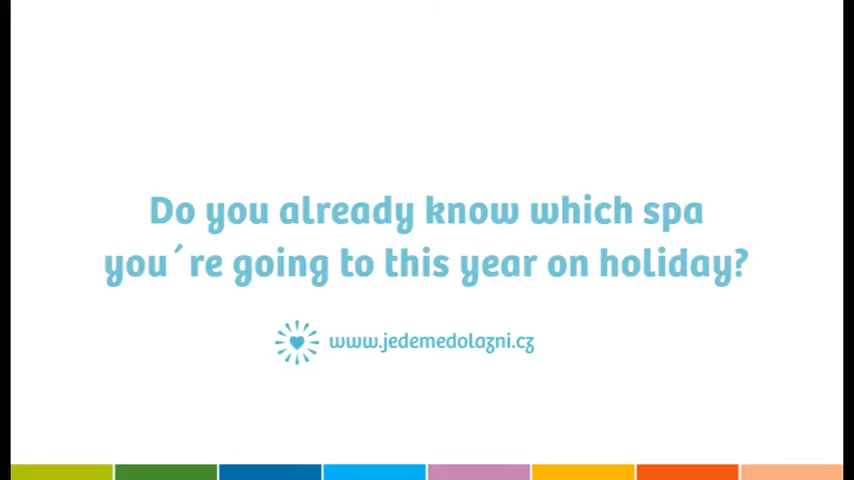 Do you already know which spa
you´re going to this year on holiday?
www.jedemedolazni.cz